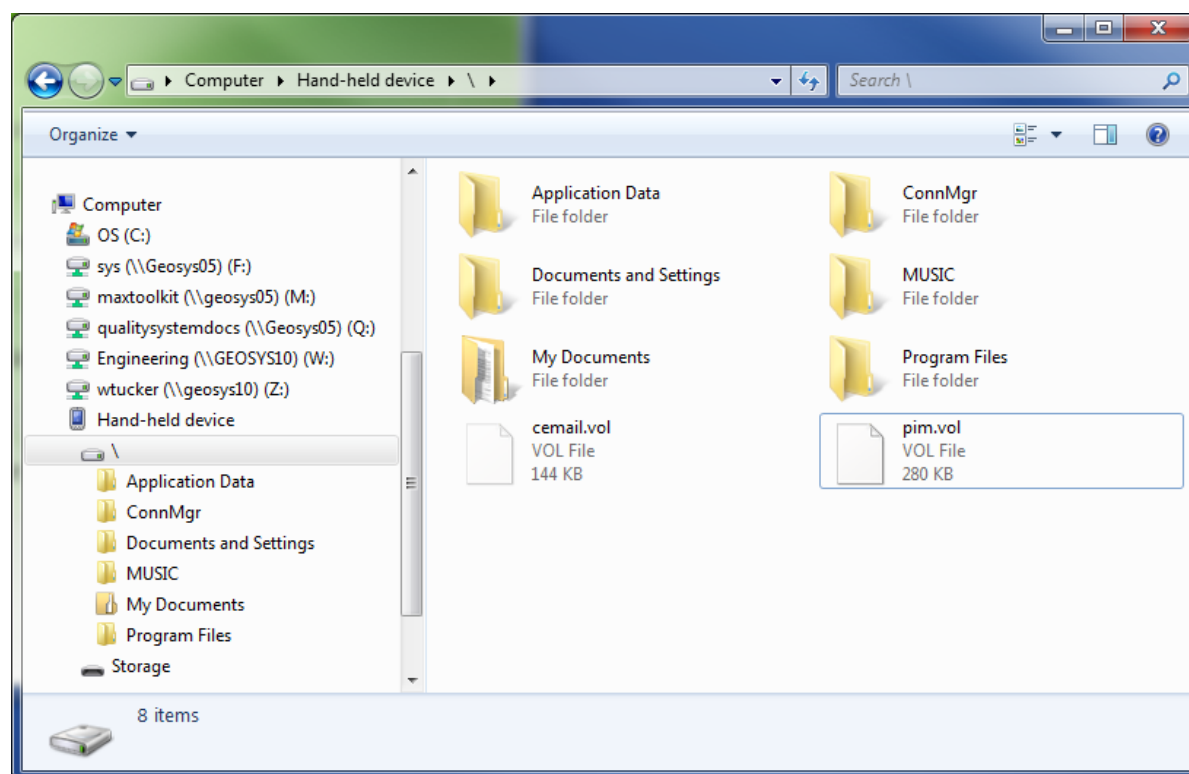 Computer Hand-held device \
Search \
Organize
Computer
OS (C:)
sys (\\Geosys05) (F:)
maxtoolkit (\\geosys05) (M:)
qualitysystemdocs (\\Geosys05) (Q:)
Engineering (\\GEOSYS10) (W:)
wtucker (\\geosys10) (Z:)
Hand-held device
\
Application Data
ConnMgr
Documents and Settings
MUSIC
My Documents
Program Files
Storage
Application Data
File folder
ConnMgr
File folder
Documents and Settings
File folder
MUSIC
File folder
My Documents
File folder
Program Files
File folder
cemail.vol
VOL File
144 KB
pim.vol
VOL File
280 KB
8 items